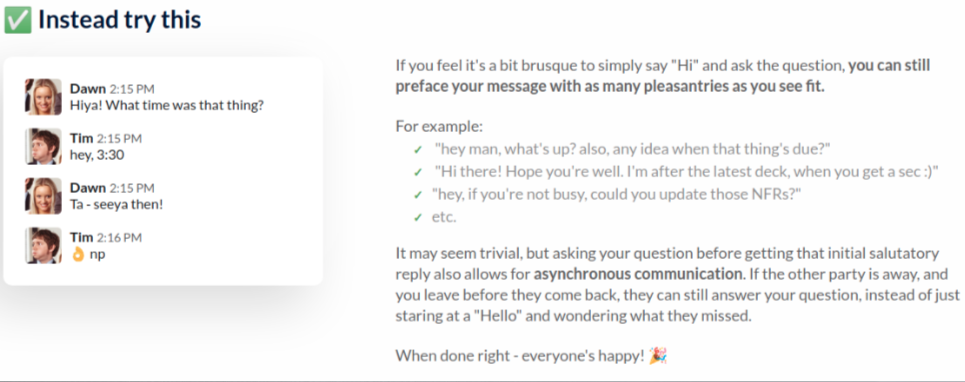 ✅ Instead try this
Dawn 2:15 PM
Hiya! What time was that thing?
Tim 2:15 PM
hey, 3:30
Dawn 2:15 PM
Ta - seeya then!
Tim 2:16 PM
👌 np
If you feel it's a bit brusque to simply say "Hi" and ask the question, you can still
preface your message with as many pleasantries as you see fit.
For example:
✓ "hey man, what's up? also, any idea when that thing's due?"
✓ "Hi there! Hope you're well. I'm after the latest deck, when you get a sec :)"
✓ "hey, if you're not busy, could you update those NFRs?"
✓ etc.
It may seem trivial, but asking your question before getting that initial salutatory
reply also allows for asynchronous communication. If the other party is away, and
you leave before they come back, they can still answer your question, instead of just
staring at a "Hello" and wondering what they missed.
When done right - everyone's happy! 🎉